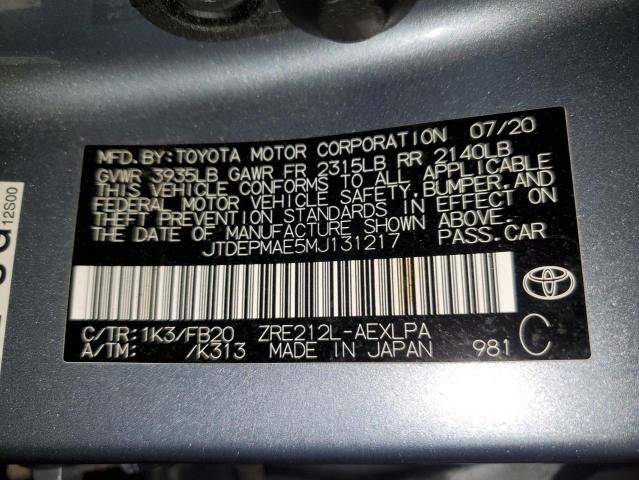 MFD. BY: TOYOTA MOTOR CORPORATION 07/20
GVWR 3935LB GAWR FR 2315LB RR 2140LB
THIS VEHICLE CONFORMS TO ALL APPLICABLE
FEDERAL MOTOR VEHICLE SAFETY, BUMPER, AND
THEFT PREVENTION STANDARDS IN EFFECT
ON THE DATE OF MANUFACTURE SHOWN ABOVE.
JTDEPMAE5MJ131217 PASS.CAR
C/TR: 1K3/FB20 ZRE212L-AEXLPA
A/TM: /K313 MADE IN JAPAN 981 C
12S00